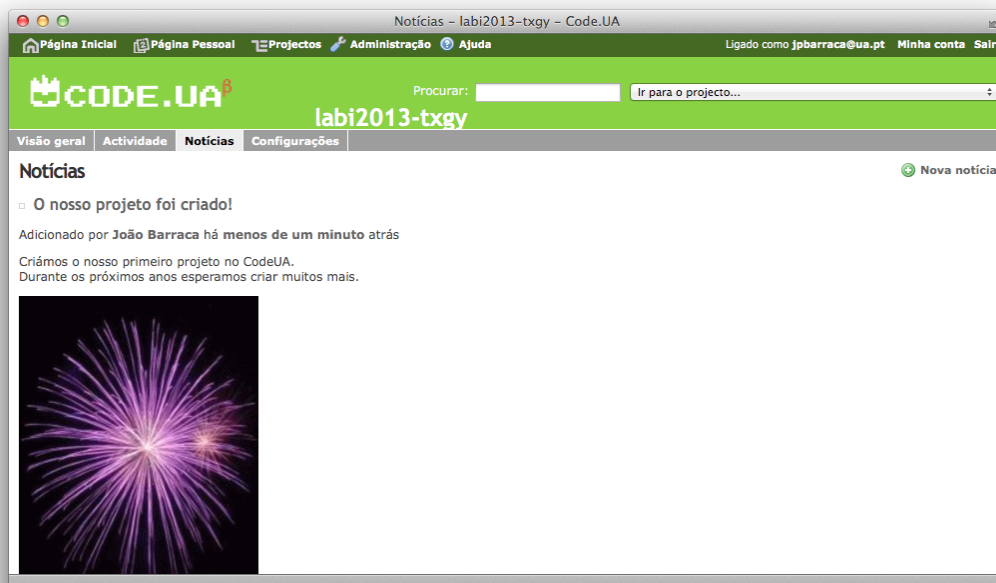 Notícias – labi2013-txgy – Code.UA
Página Inicial Página Pessoal Projectos Administração Ajuda Ligado como jpbarraca@ua.pt Minha conta Sair
CODE.UA β
Procurar: Ir para o projecto...
labi2013-txgy
Visão geral Actividade Notícias Configurações
Notícias
Nova notícia
O nosso projeto foi criado!
Adicionado por João Barraca há menos de um minuto atrás
Criámos o nosso primeiro projeto no CodeUA.
Durante os próximos anos esperamos criar muitos mais.